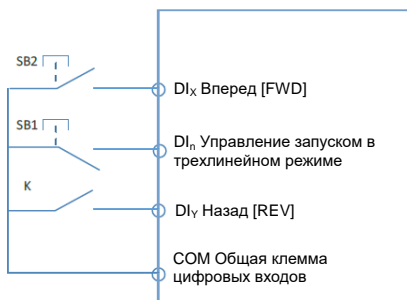 SB2
DIX Вперед [FWD]
SB1
DIn Управление запуском в
трехлинейном режиме
K
DIY Назад [REV]
COM Общая клемма
цифровых входов